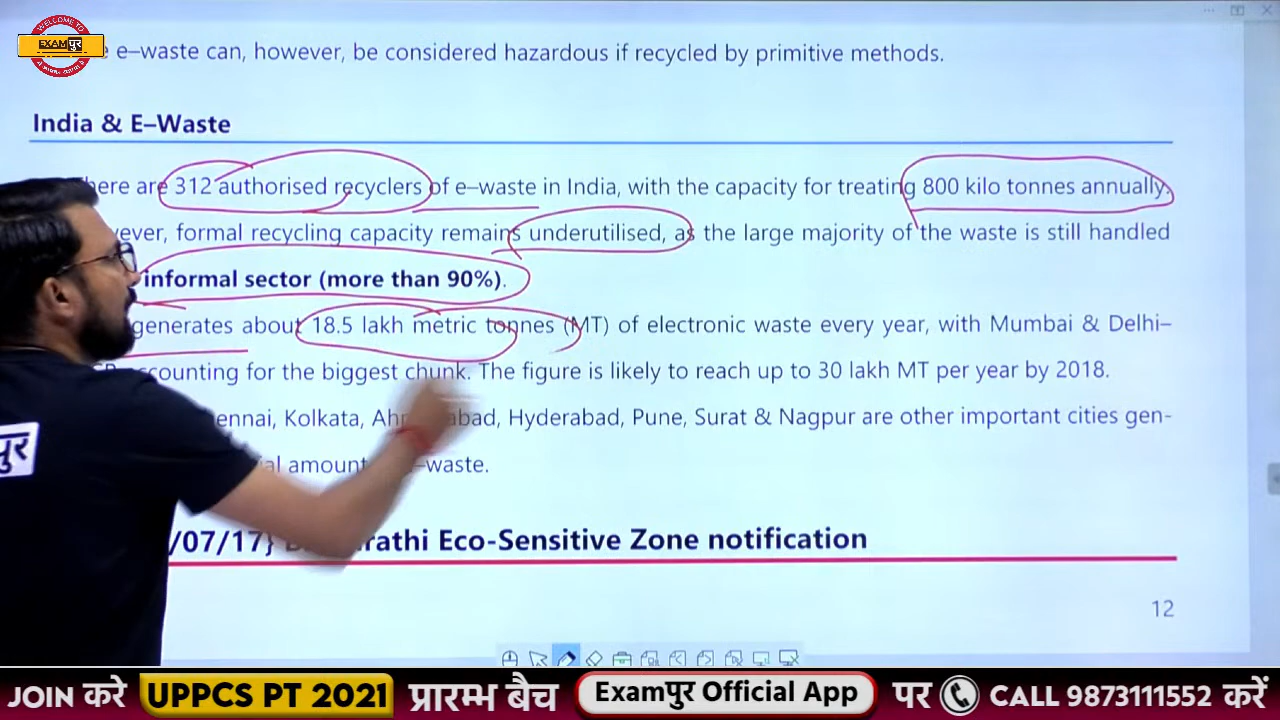 WELCOME TO
EXAMपुर
e–waste can, however, be considered hazardous if recycled by primitive methods.
India & E–Waste
here are 312 authorised recyclers of e–waste in India, with the capacity for treating 800 kilo tonnes annually.
ever, formal recycling capacity remains underutilised, as the large majority of the waste is still handled
informal sector (more than 90%).
generates about 18.5 lakh metric tonnes (MT) of electronic waste every year, with Mumbai & Delhi–
accounting for the biggest chunk. The figure is likely to reach up to 30 lakh MT per year by 2018.
ennai, Kolkata, Ah abad, Hyderabad, Pune, Surat & Nagpur are other important cities gen-
ial amount –waste.
/07/17} B rathi Eco-Sensitive Zone notification
12
पुर
JOIN करे UPPCS PT 2021 प्रारम्भ बैच Examपुर Official App पर CALL 9873111552 करें